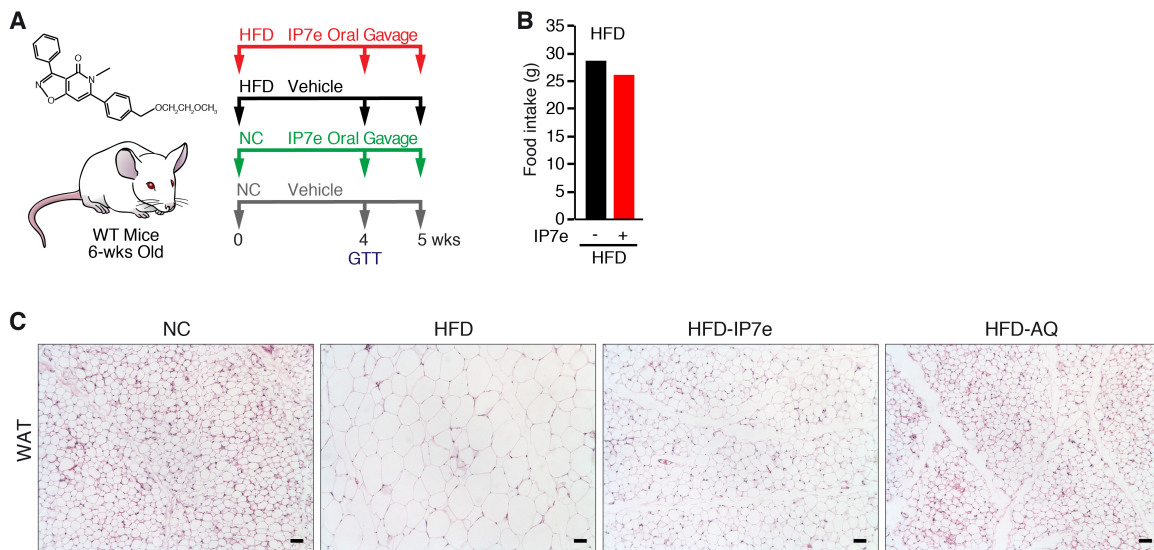 A
O
N
N
O
OCH₂CH₂OCH₃
WT Mice
6-wks Old
HFD IP7e Oral Gavage
HFD Vehicle
NC IP7e Oral Gavage
NC Vehicle
0 4 5 wks
GTT
B
HFD
Food intake (g)
35
30
25
20
15
10
5
0
IP7e - +
HFD
C
NC HFD HFD-IP7e HFD-AQ
WAT